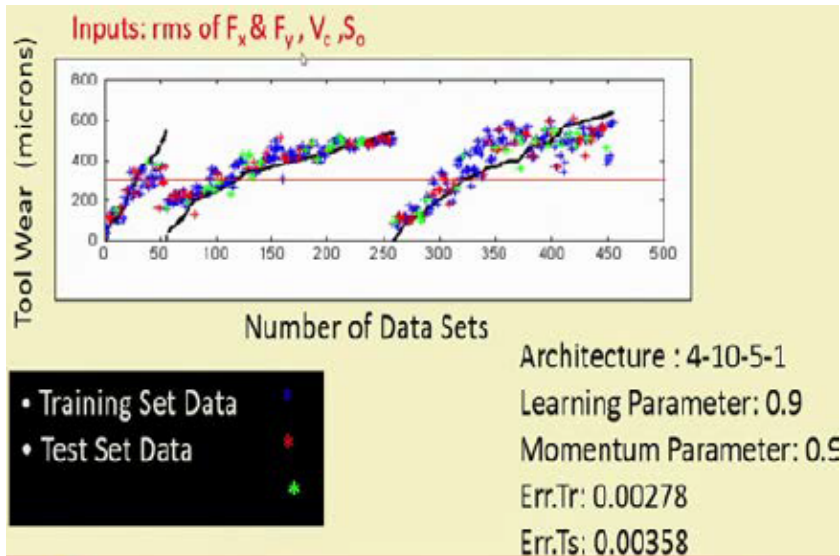 Inputs: rms of Fx & Fy , Vc ,So
Tool Wear (microns)
800
600
400
200
0
0 50 100 150 200 250 300 350 400 450 500
Number of Data Sets
• Training Set Data *
• Test Set Data *
*
Architecture : 4-10-5-1
Learning Parameter: 0.9
Momentum Parameter:
Err.Tr: 0.00278
Err.Ts: 0.00358